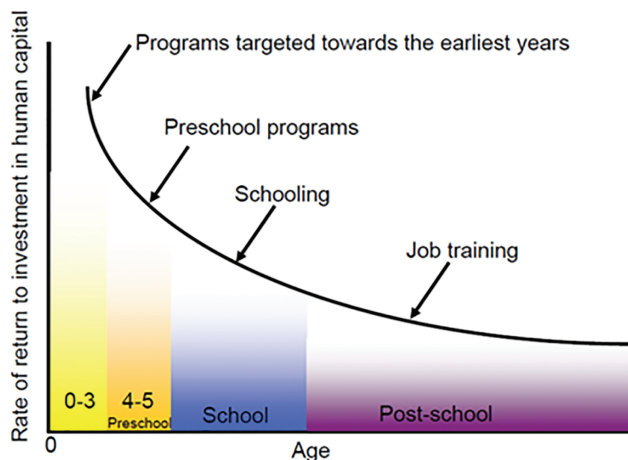 Rate of return to investment in human capital
Programs targeted towards the earliest years
Preschool programs
Schooling
Job training
0-3
4-5
Preschool
School
Post-school
0
Age